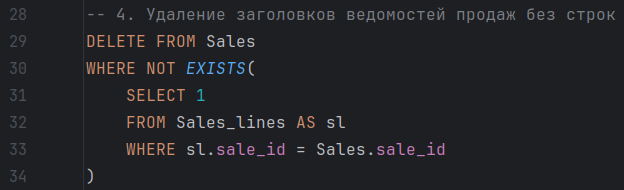 28 -- 4. Удаление заголовков ведомостей продаж без строк
29 DELETE FROM Sales
30 WHERE NOT EXISTS(
31 SELECT 1
32 FROM Sales_lines AS sl
33 WHERE sl.sale_id = Sales.sale_id
34 )